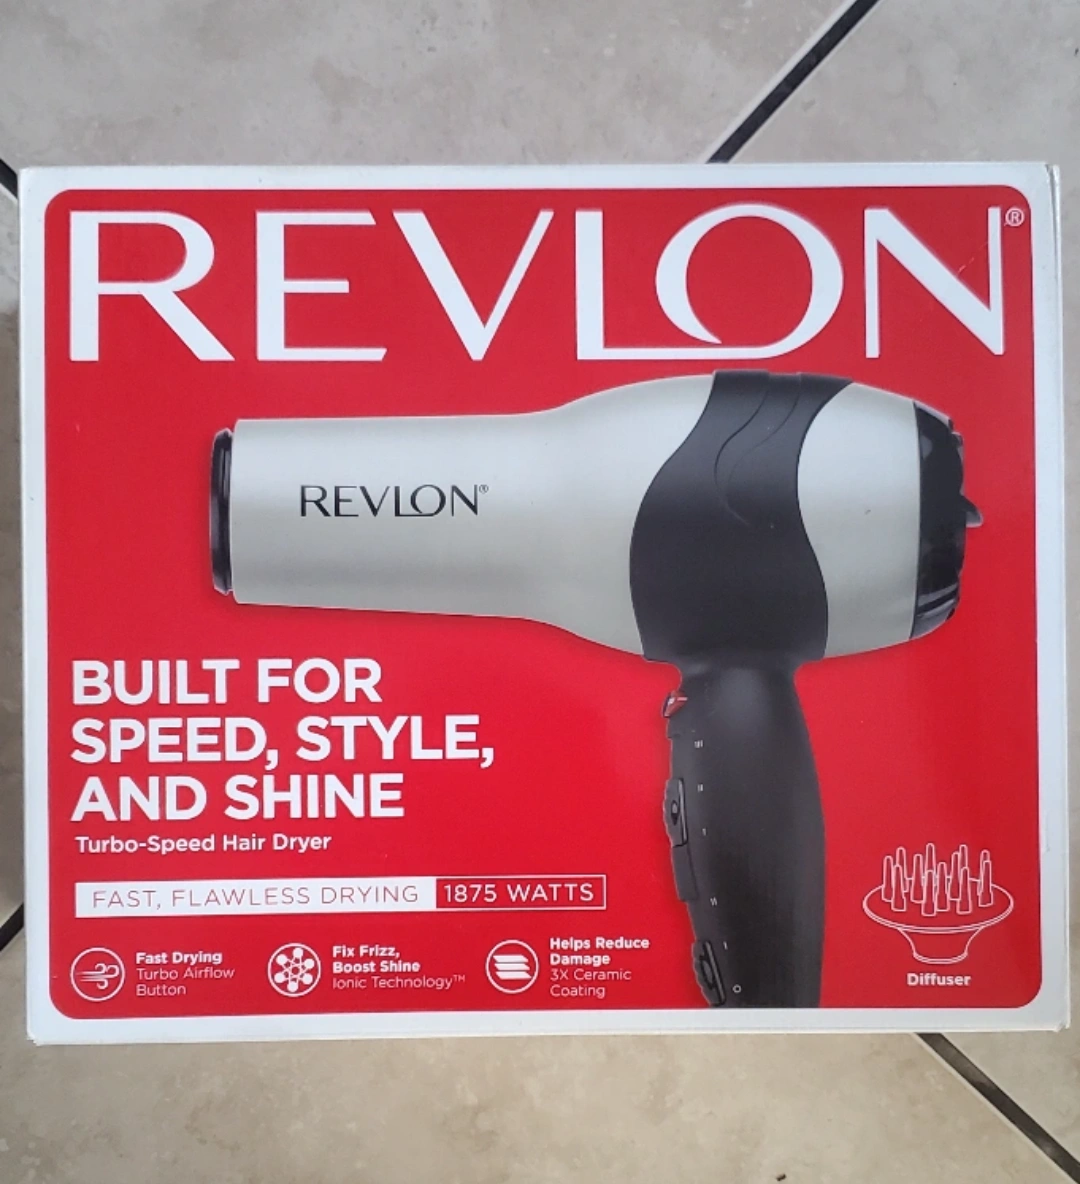 REVLON®
REVLON®
BUILT FOR
SPEED, STYLE,
AND SHINE
Turbo-Speed Hair Dryer
FAST, FLAWLESS DRYING 1875 WATTS
Fast Drying
Turbo Airflow
Button
Fix Frizz,
Boost Shine
Ionic Technology™
Helps Reduce
Damage
3X Ceramic
Coating
Diffuser